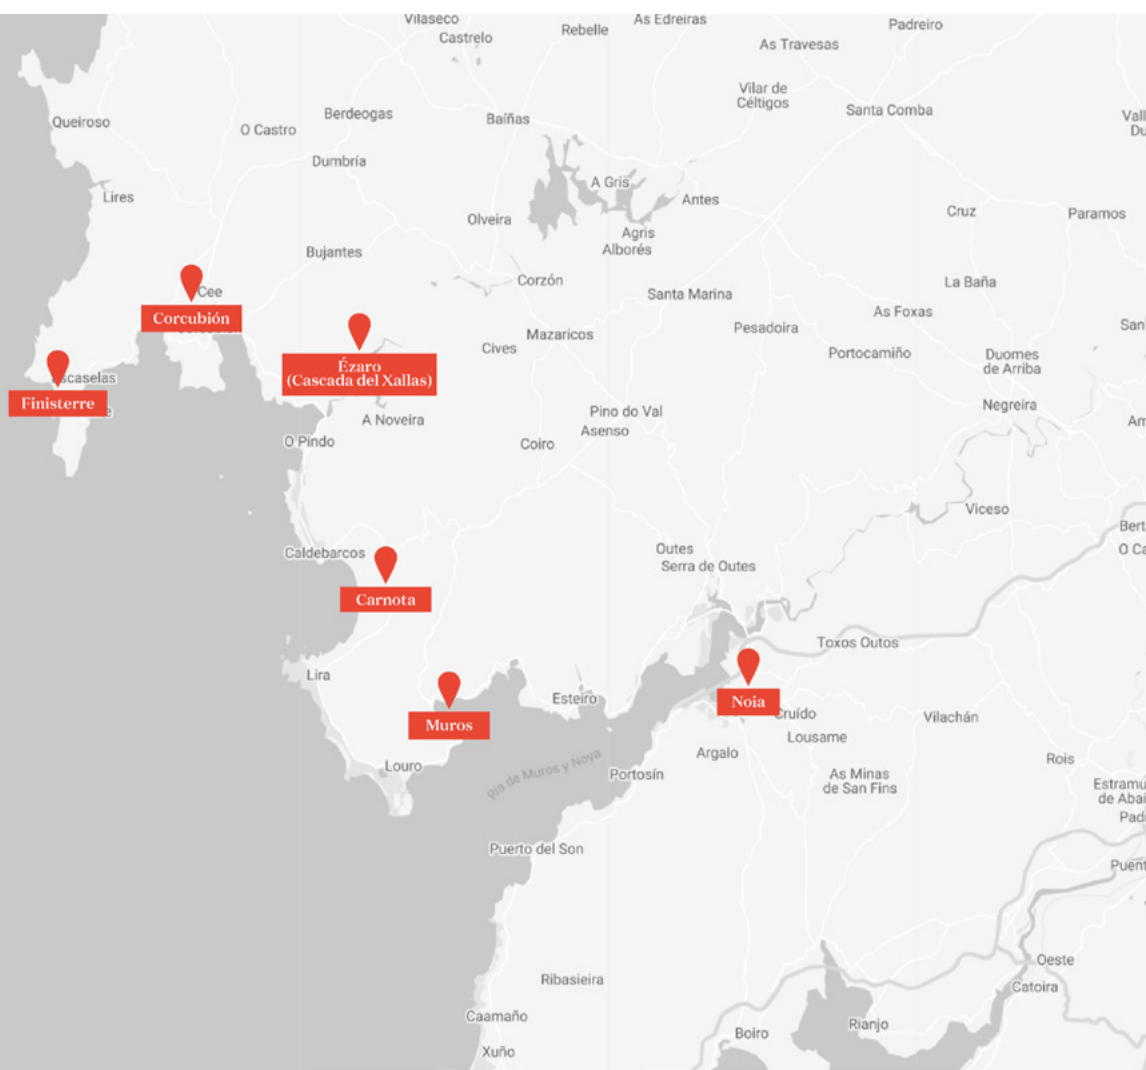 Vilaseco
As Edreiras
Padreiro
Rebelle
Castrelo
As Travesas
Vilar de
Céltigos
Santa Comba
Berdeogas
Baíñas
Queiroso
O Castro
Dumbría
A Gris
Lires
Antes
Cruz
Paramos
Olveira
Agris
Alborés
Bujantes
Corzón
La Baña
Cee
Santa Marina
Corcubión
As Foxas
Pesadoira
Mazaricos
Cives
Portocamiño
Duomes
de Arriba
Ézaro
(Cascada del Xallas)
Finisterre
Negreira
A Noveira
Pino do Val
Asenso
O Pindo
Coiro
Viceso
Caldebarcos
Outes
Serra de Outes
Carnota
Toxos Outos
Lira
Esteiro
Noia
Muros
Vilachán
Lousame
Argalo
Rois
Louro
Ría de Muros y Noya
Portosín
As Minas
de San Fins
Puerto del Son
Oeste
Ribasieira
Catoira
Caamaño
Rianjo
Boiro
Xuño